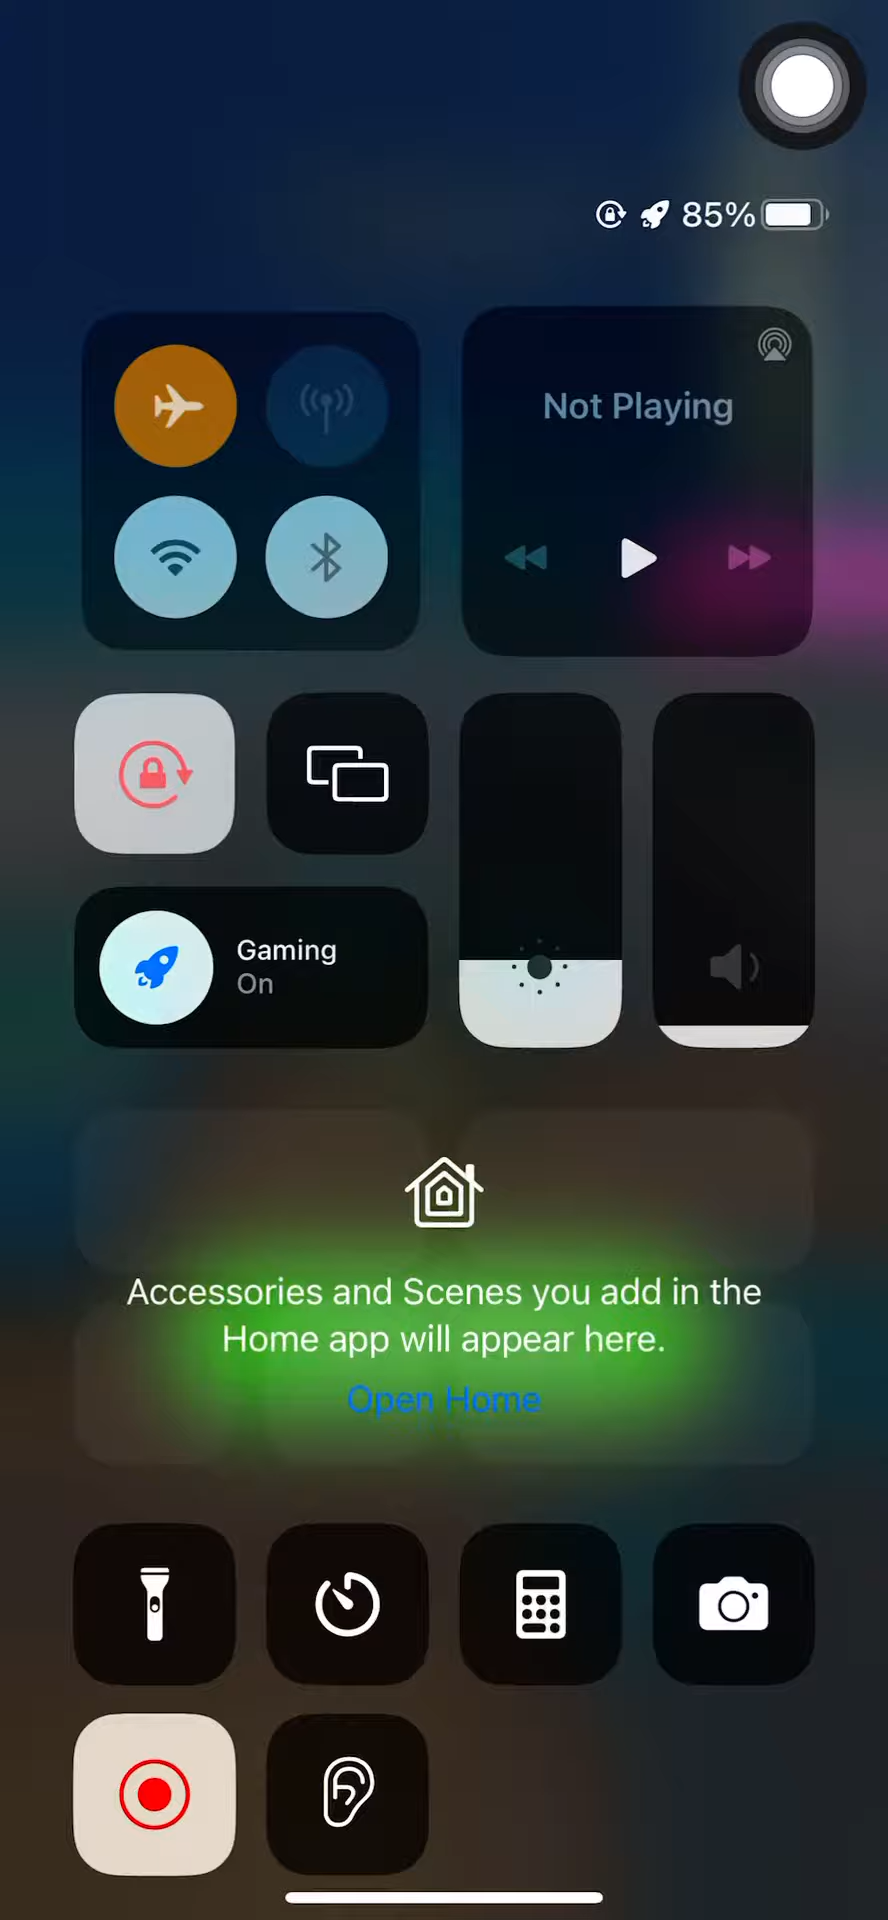 85%
Not Playing
Gaming
On
Accessories and Scenes you add in the
Home app will appear here.
Open Home